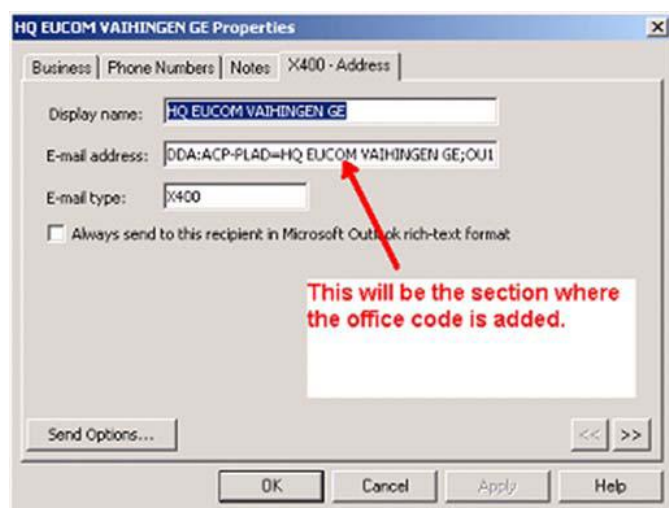 HQ EUCOM VAIHINGEN GE Properties
Business Phone Numbers Notes X400 - Address
Display name: HQ EUCOM VAIHINGEN GE
E-mail address: DDA:ACP-PLAD=HQ EUCOM VAIHINGEN GE;OU1
E-mail type: X400
Always send to this recipient in Microsoft Outlook rich-text format
This will be the section where
the office code is added.
Send Options... << >>
OK Cancel Apply Help